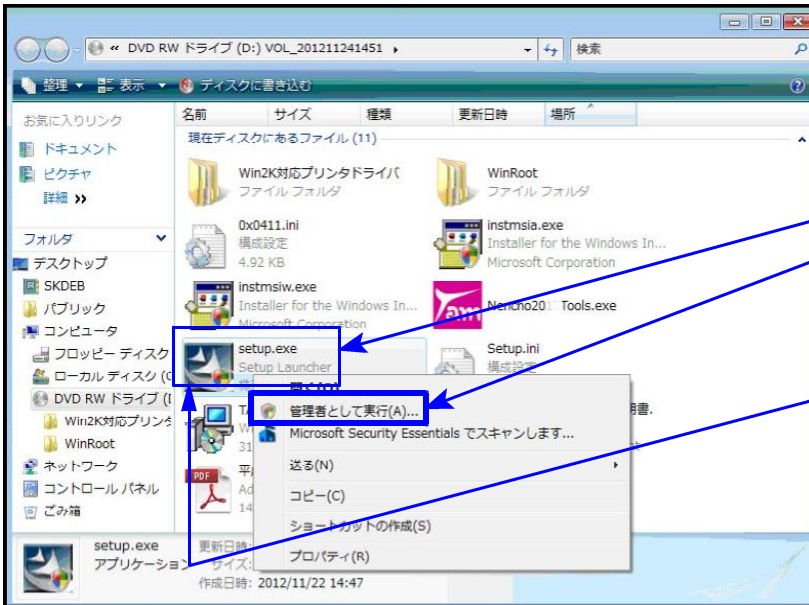 « DVD RW ドライブ (D:) VOL_201211241451
検索
整理 表示 ディスクに書き込む
お気に入りリンク
ドキュメント
ピクチャ
詳細 »
フォルダ
デスクトップ
SKDEB
パブリック
コンピュータ
フロッピー ディスク
ローカル ディスク (C
DVD RW ドライブ (D
Win2K対応プリンタ
WinRoot
ネットワーク
コントロール パネル
ごみ箱
名前 サイズ 種類 更新日時 場所
現在ディスクにあるファイル (11)
Win2K対応プリンタドライバ
ファイル フォルダ
WinRoot
ファイル フォルダ
0x0411.ini
構成設定
4.92 KB
instmsia.exe
Installer for the Windows In...
Microsoft Corporation
instmsiw.exe
Installer for the Windows In...
Microsoft Corporation
Tools.exe
setup.exe
Setup Launcher
Setup.ini
構成設定
開く(O)
管理者として実行(A)...
Microsoft Security Essentials でスキャンします...
送る(N)
コピー(C)
ショートカットの作成(S)
プロパティ(R)
明書.
31
PDF
平
Ad
14
setup.exe
アプリケーション
更新日時:
サイズ:
作成日時: 2012/11/22 14:47